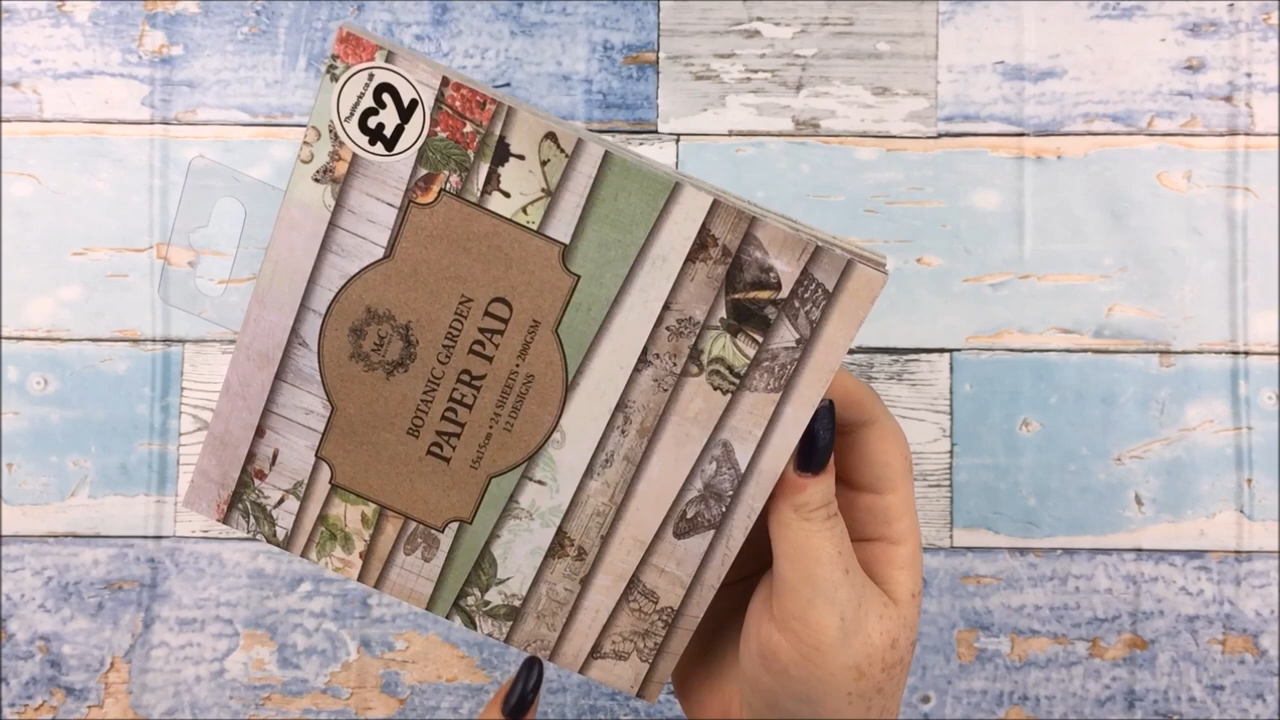 TheWorks.co.uk
£2
M&C
BOTANIC GARDEN
PAPER PAD
15x15cm • 24 SHEETS • 200GSM
12 DESIGNS